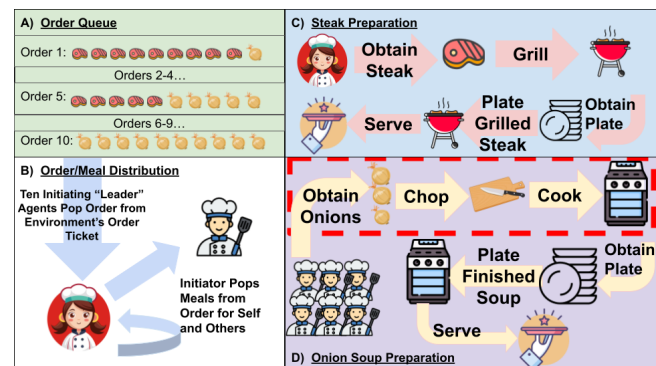 A) Order Queue
Order 1:
Orders 2-4...
Order 5:
Orders 6-9...
Order 10:
B) Order/Meal Distribution
Ten Initiating “Leader”
Agents Pop Order from
Environment’s Order
Ticket
Initiator Pops
Meals from
Order for Self
and Others
C) Steak Preparation
Obtain
Steak
Grill
Obtain
Plate
Plate
Grilled
Steak
Serve
Obtain
Onions
Chop
Cook
Obtain
Plate
Plate
Finished
Soup
Serve
D) Onion Soup Preparation